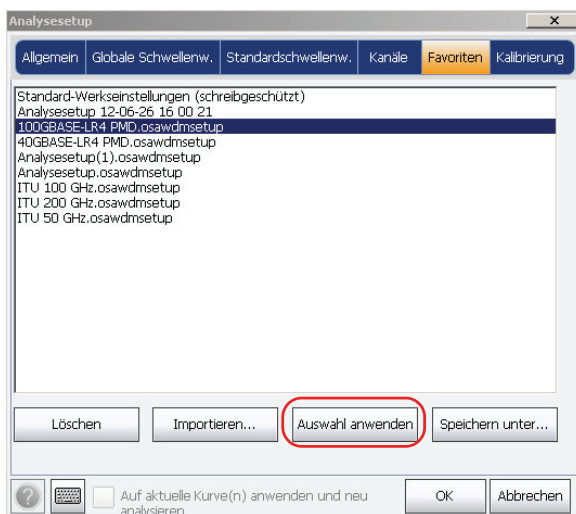 Analysesetup
Allgemein Globale Schwellenw. Standardschwellenw. Kanäle Favoriten Kalibrierung
Standard-Werkseinstellungen (schreibgeschützt)
Analysesetup 12-06-26 16 00 21
100GBASE-LR4 PMD.osawdmsetup
40GBASE-LR4 PMD.osawdmsetup
Analysesetup(1).osawdmsetup
Analysesetup.osawdmsetup
ITU 100 GHz.osawdmsetup
ITU 200 GHz.osawdmsetup
ITU 50 GHz.osawdmsetup
Löschen Importieren... Auswahl anwenden Speichern unter...
Auf aktuelle Kurve(n) anwenden und neu
analysieren
OK Abbrechen